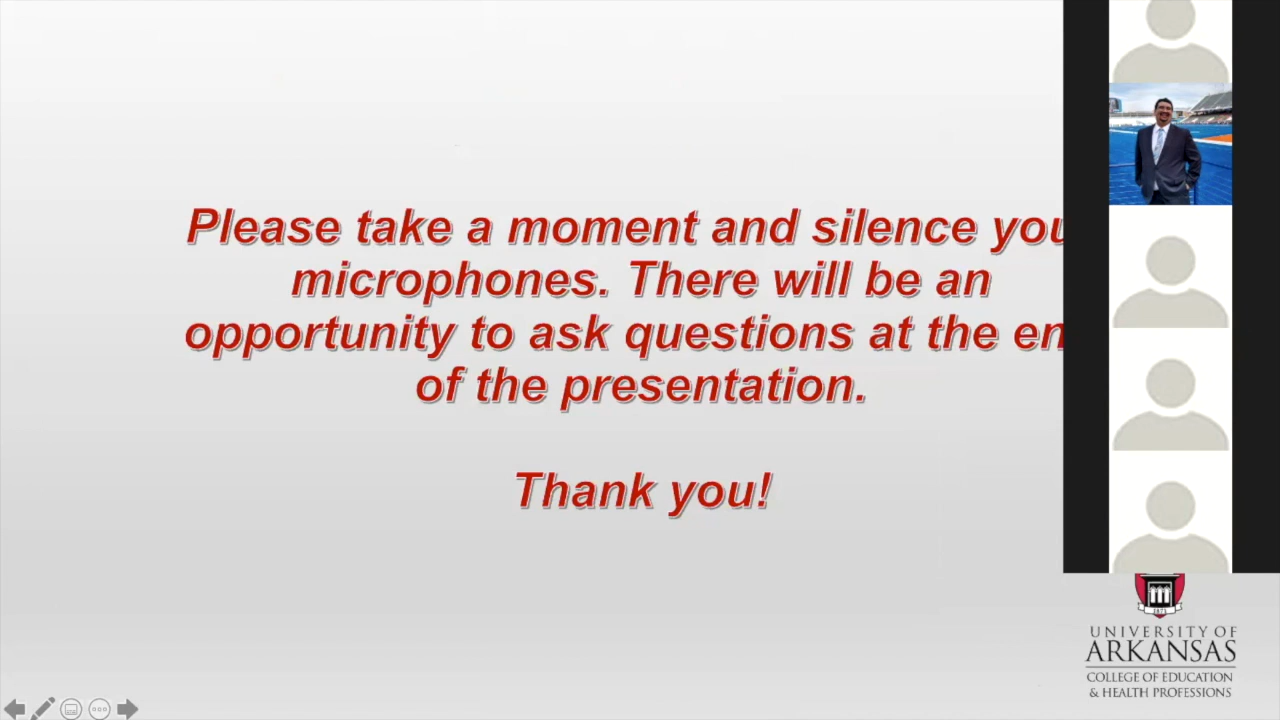 Please take a moment and silence you
microphones. There will be an
opportunity to ask questions at the en
of the presentation.
Thank you!
1871
UNIVERSITY OF
ARKANSAS
COLLEGE OF EDUCATION
& HEALTH PROFESSIONS